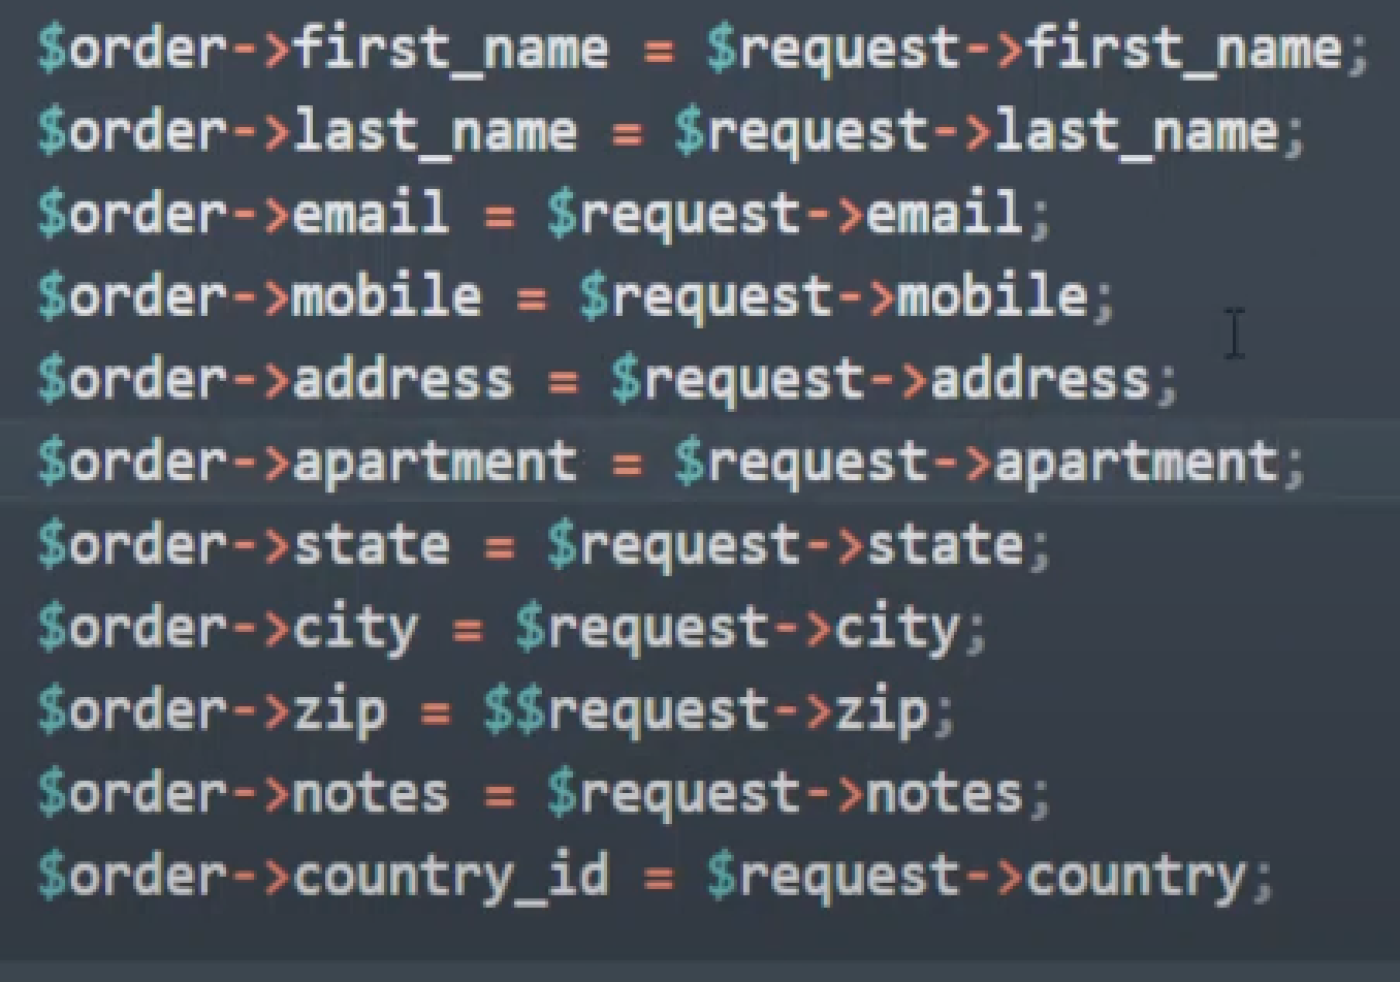 $order->first_name = $request->first_name;
$order->last_name = $request->last_name;
$order->email = $request->email;
$order->mobile = $request->mobile;
$order->address = $request->address;
$order->apartment = $request->apartment;
$order->state = $request->state;
$order->city = $request->city;
$order->zip = $$request->zip;
$order->notes = $request->notes;
$order->country_id = $request->country;